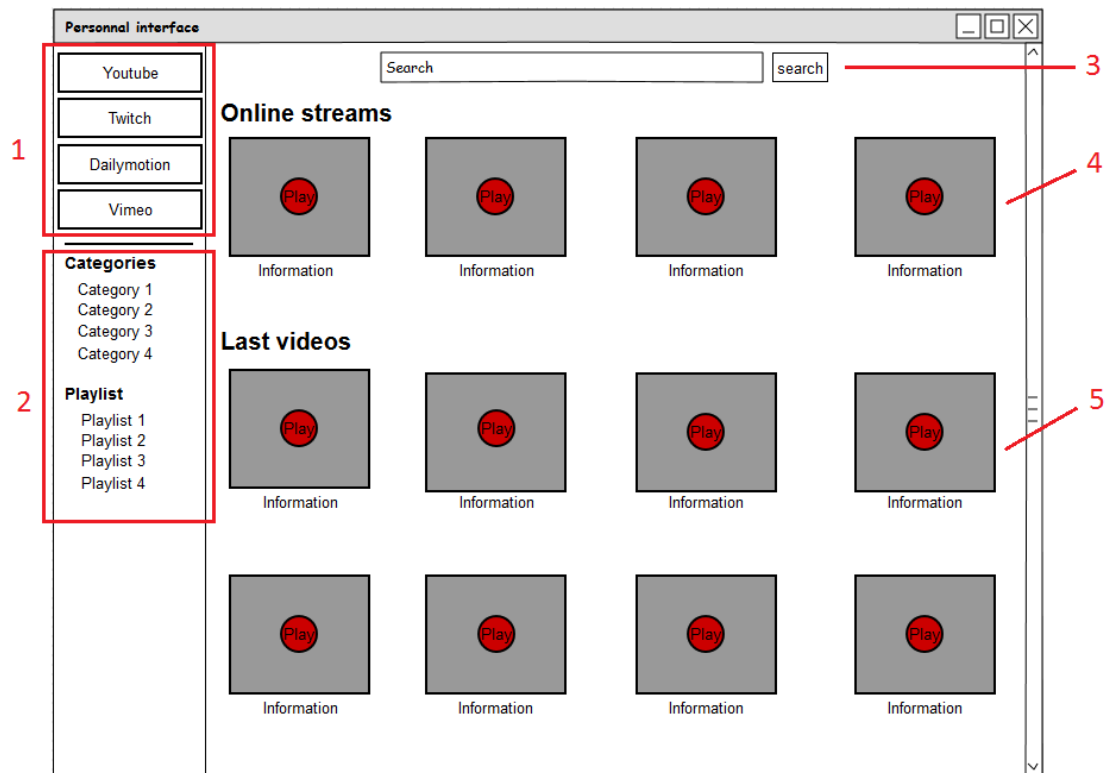 Personnal interface
Youtube
Twitch
Dailymotion
Vimeo
1
Categories
Category 1
Category 2
Category 3
Category 4
Playlist
Playlist 1
Playlist 2
Playlist 3
Playlist 4
2
Search search 3
Online streams
Play Play Play Play 4
Information Information Information Information
Last videos
Play Play Play Play 5
Information Information Information Information
Play Play Play Play
Information Information Information Information